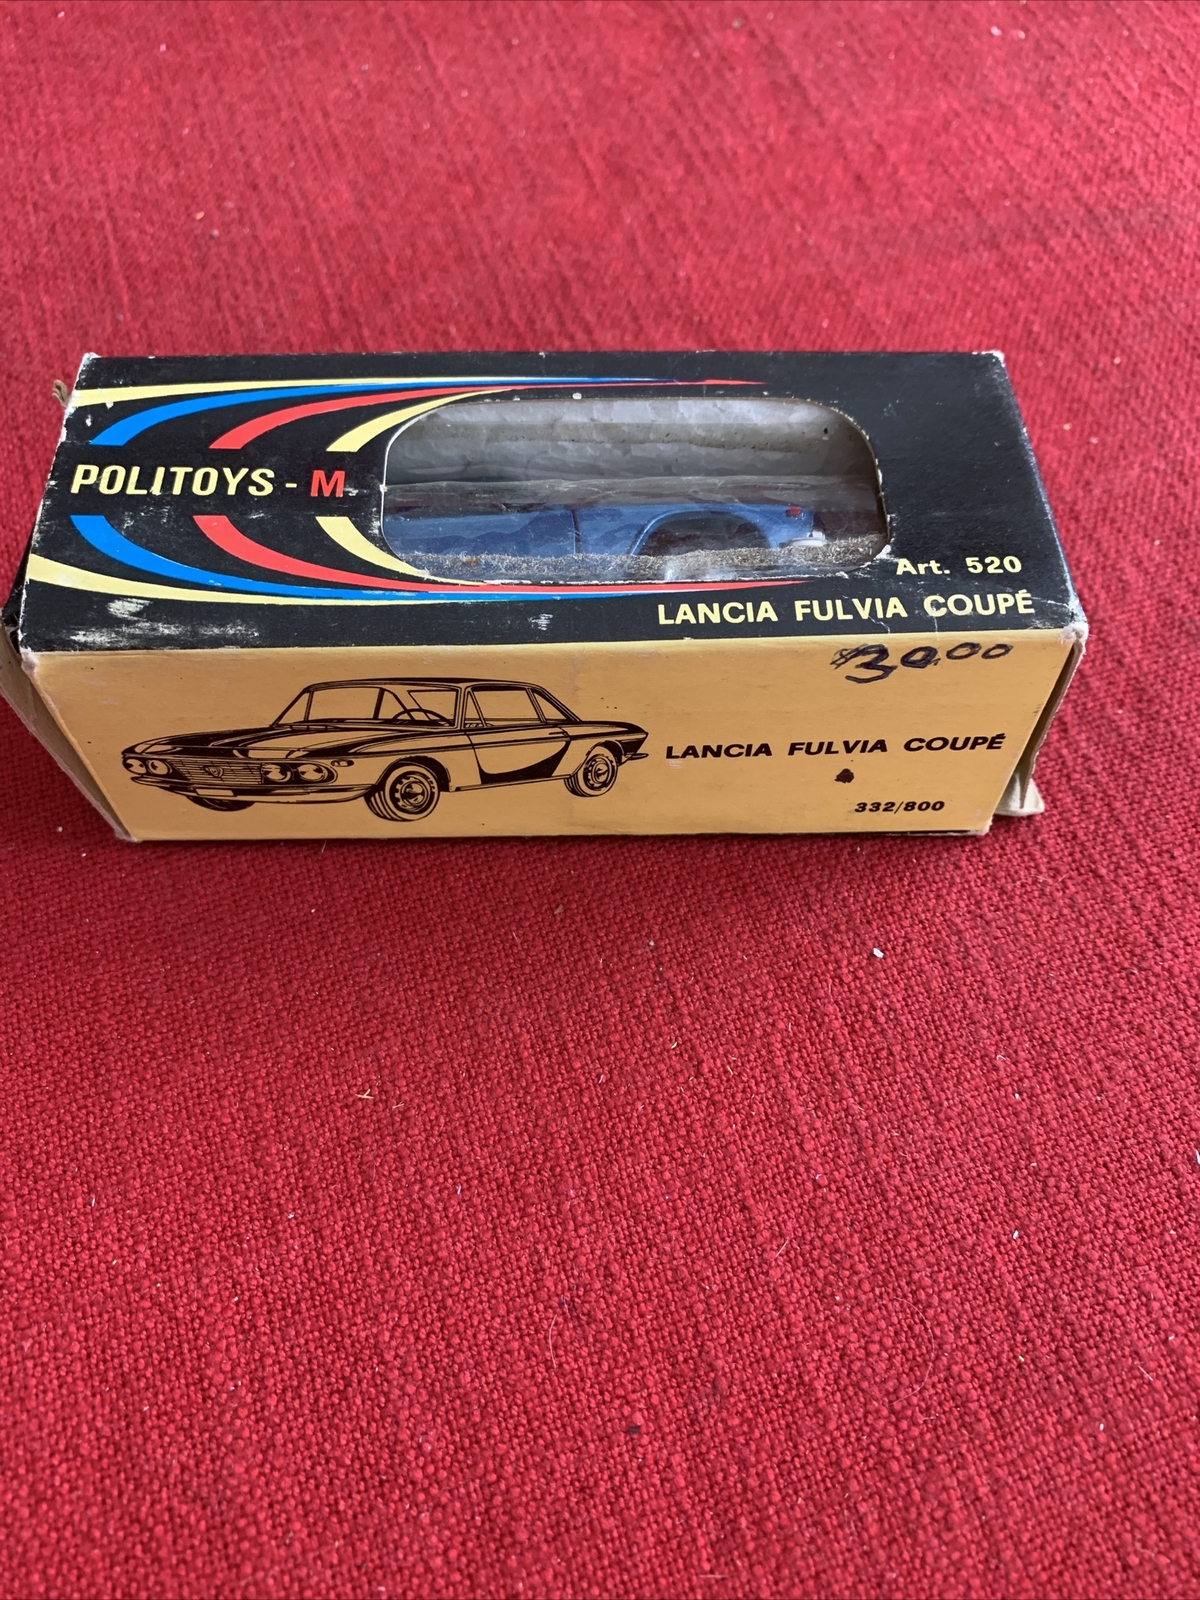 POLITOYS - M
Art. 520
LANCIA FULVIA COUPÉ
$30.00
LANCIA FULVIA COUPÉ
332/800